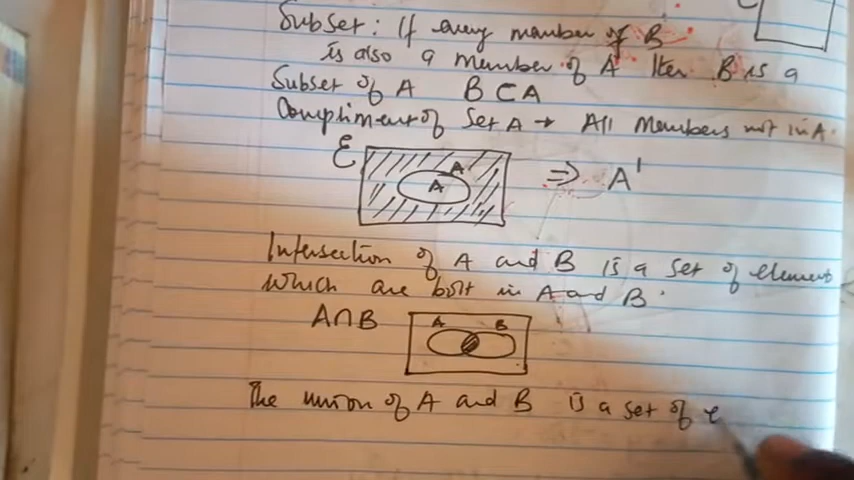 Subset: If every member of B
is also a member of A then B is a
Subset of A B ⊂ A
Compliment of Set A → All Members not in A.
ℰ A' A ⇒ A'
Intersection of A and B is a set of element
which are both in A and B.
A∩B A B
The union of A and B is a set of e